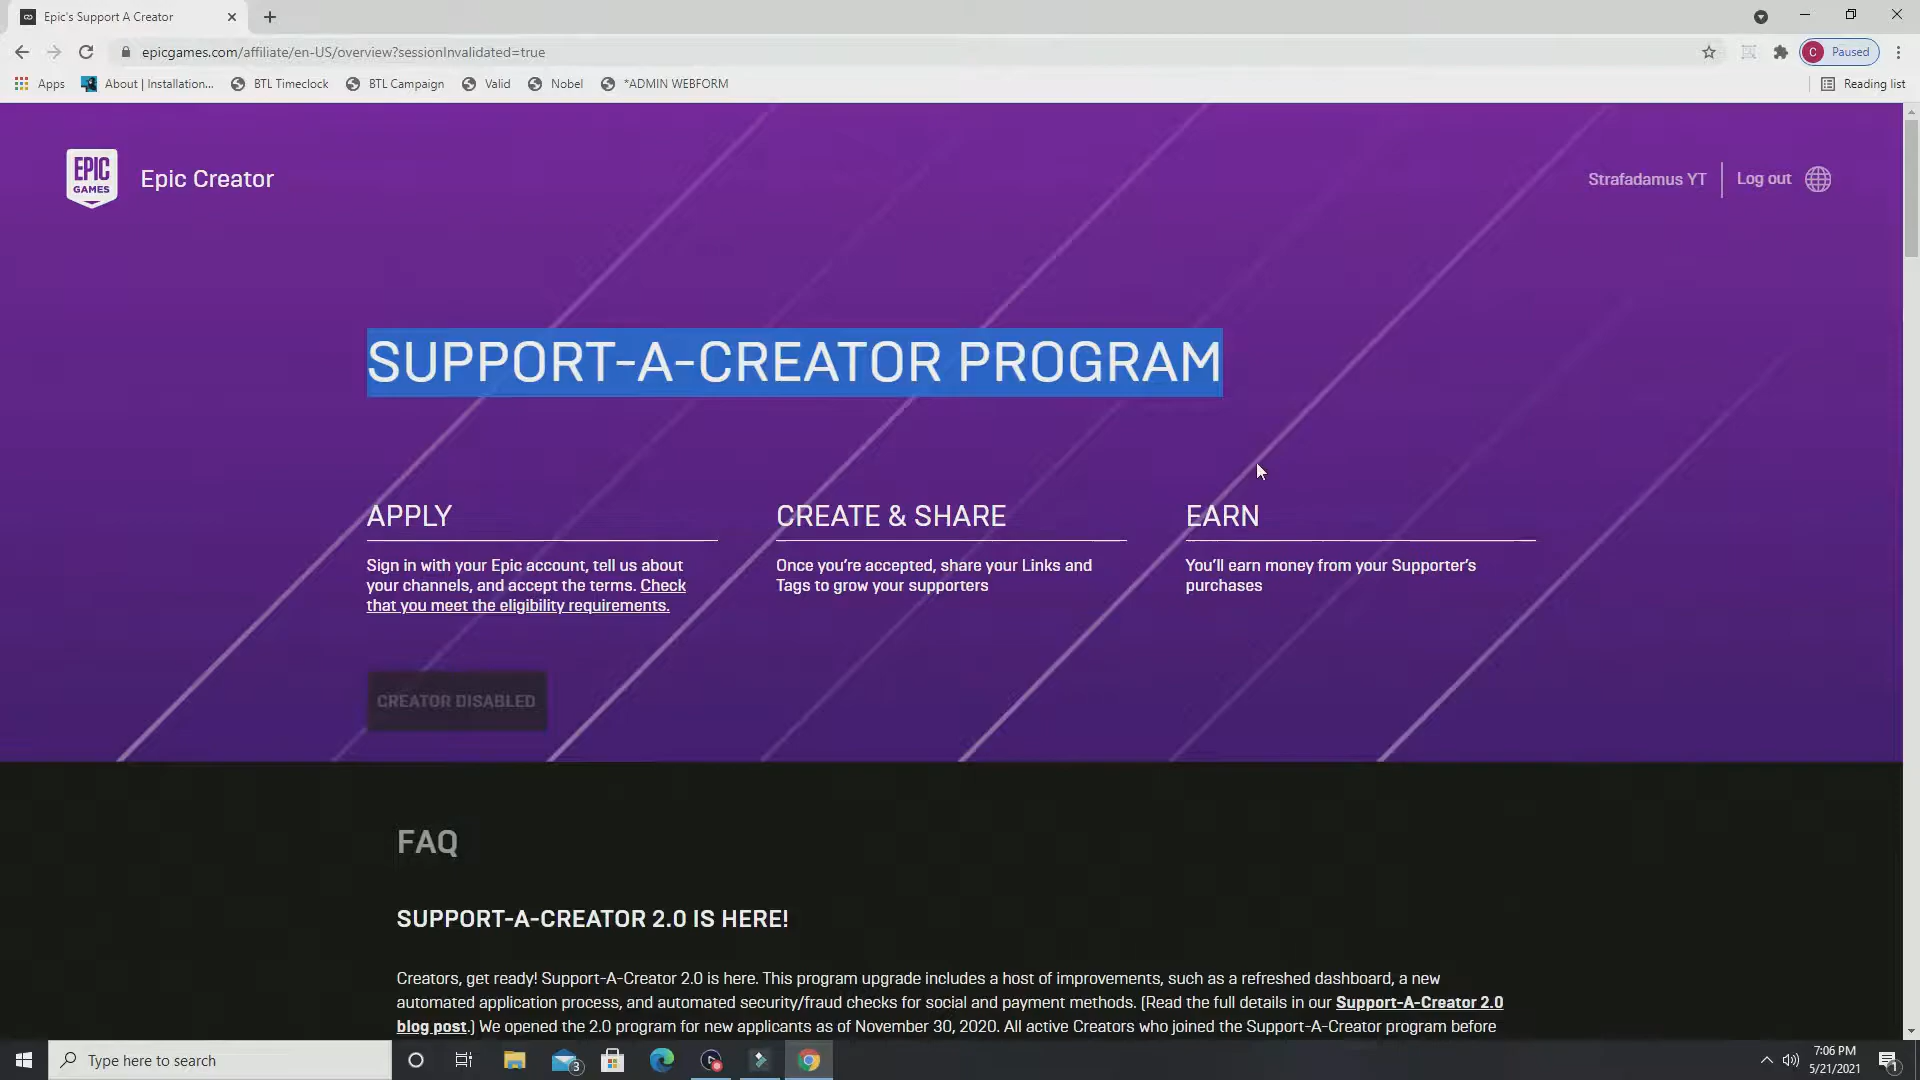 Epic's Support A Creator
epicgames.com/affiliate/en-US/overview?sessionInvalidated=true
C Paused
Apps
About | Installation...
BTL Timeclock
BTL Campaign
Valid
Nobel
*ADMIN WEBFORM
Reading list
EPIC
GAMES
Epic Creator
Strafadamus YT
Log out
SUPPORT-A-CREATOR PROGRAM
APPLY
Sign in with your Epic account, tell us about
your channels, and accept the terms. Check
that you meet the eligibility requirements.
CREATE & SHARE
Once you're accepted, share your Links and
Tags to grow your supporters
EARN
You'll earn money from your Supporter's
purchases
CREATOR DISABLED
FAQ
SUPPORT-A-CREATOR 2.0 IS HERE!
Creators, get ready! Support-A-Creator 2.0 is here. This program upgrade includes a host of improvements, such as a refreshed dashboard, a new
automated application process, and automated security/fraud checks for social and payment methods. (Read the full details in our Support-A-Creator 2.0
blog post.) We opened the 2.0 program for new applicants as of November 30, 2020. All active Creators who joined the Support-A-Creator program before
Type here to search
3
7:06 PM
5/21/2021
1